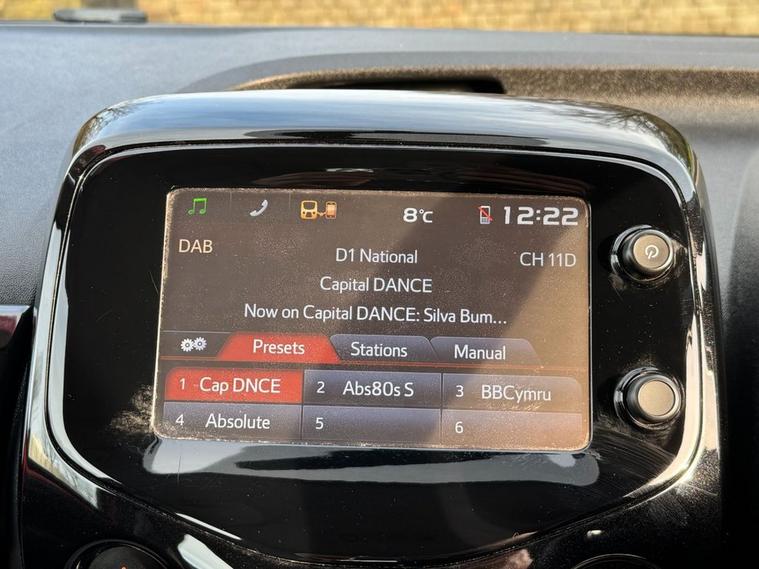 8°C 12:22
DAB D1 National CH 11D
Capital DANCE
Now on Capital DANCE: Silva Bum...
Presets Stations Manual
1 Cap DNCE 2 Abs80s S 3 BBCymru
4 Absolute 5 6